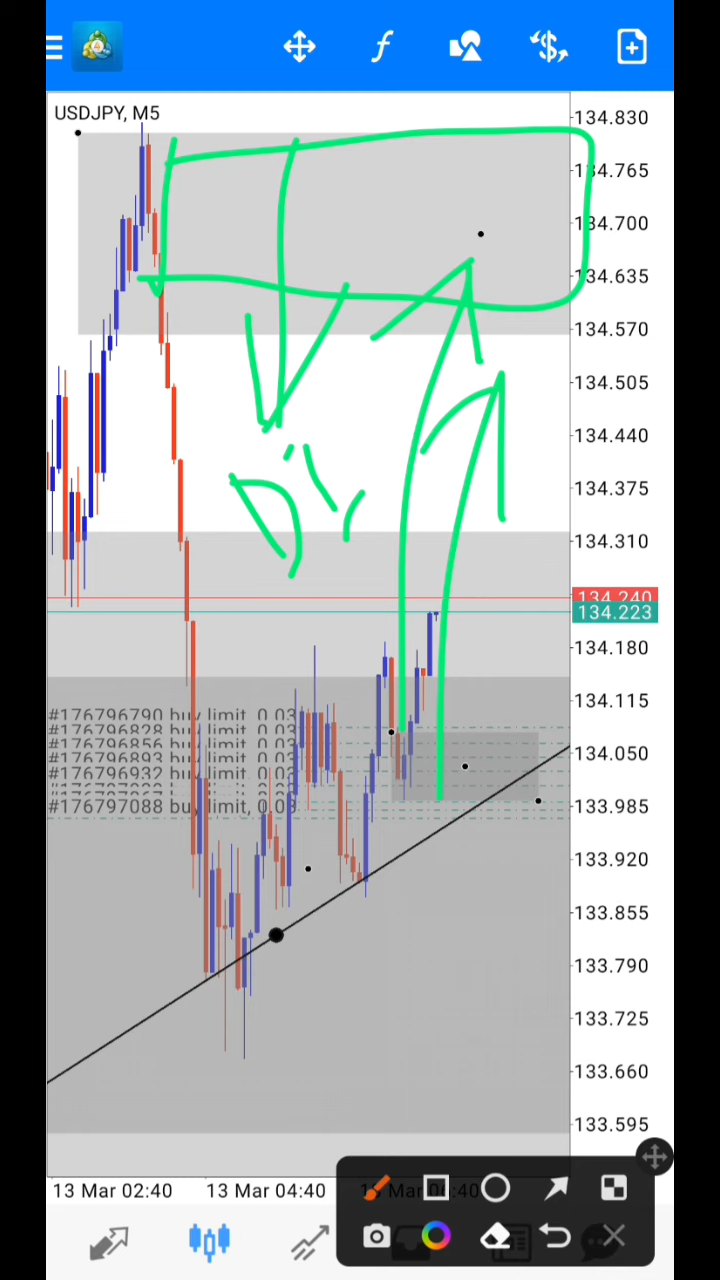 USDJPY, M5
134.830
134.765
134.700
134.635
134.570
134.505
134.440
134.375
134.310
134.240
134.223
134.180
134.115
#176796790 buy limit, 0.03
#176796828 buy limit, 0.03
134.050
#176796856 buy limit, 0.03
#176796893 buy limit, 0.03
#176796932 buy limit, 0.03
133.985
#176797088 buy limit, 0.03
133.920
133.855
133.790
133.725
133.660
133.595
13 Mar 02:40 13 Mar 04:40